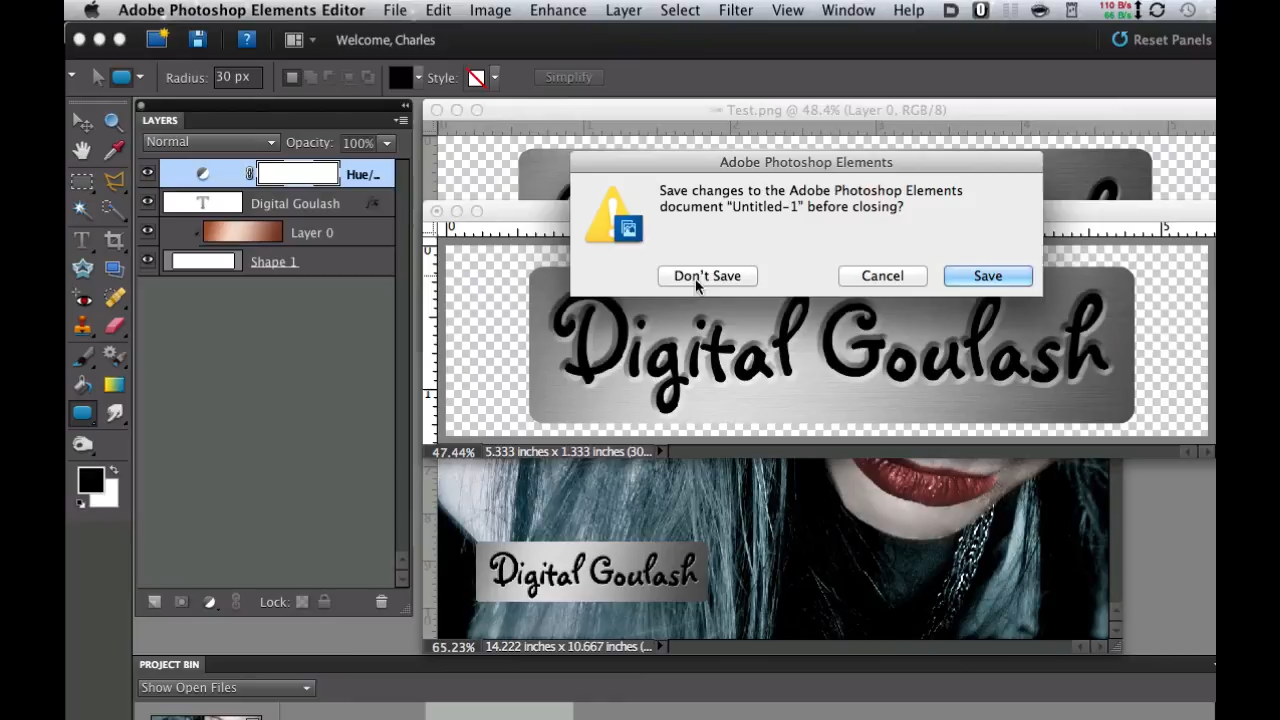 Adobe Photoshop Elements Editor File Edit Image Enhance Layer Select Filter View Window Help
110 B/s
66 B/s
Welcome, Charles
Reset Panels
Radius: 30 px
Style:
Simplify
LAYERS
Normal
Opacity: 100%
Hue/...
T Digital Goulash fx
Layer 0
Shape 1
Lock:
Test.png @ 48.4% (Layer 0, RGB/8)
Adobe Photoshop Elements
Save changes to the Adobe Photoshop Elements
document “Untitled-1” before closing?
Don't Save
Cancel
Save
Digital Goulash
47.44% 5.333 inches x 1.333 inches (30...
Digital Goulash
65.23% 14.222 inches x 10.667 inches (...
PROJECT BIN
Show Open Files